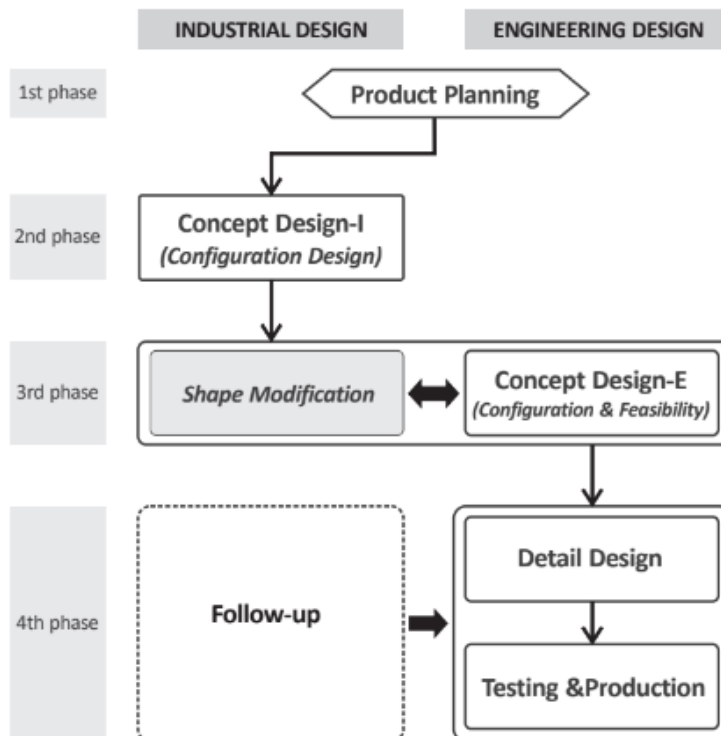 INDUSTRIAL DESIGN
ENGINEERING DESIGN
1st phase
Product Planning
2nd phase
Concept Design-I
(Configuration Design)
3rd phase
Shape Modification
Concept Design-E
(Configuration & Feasibility)
4th phase
Follow-up
Detail Design
Testing &Production